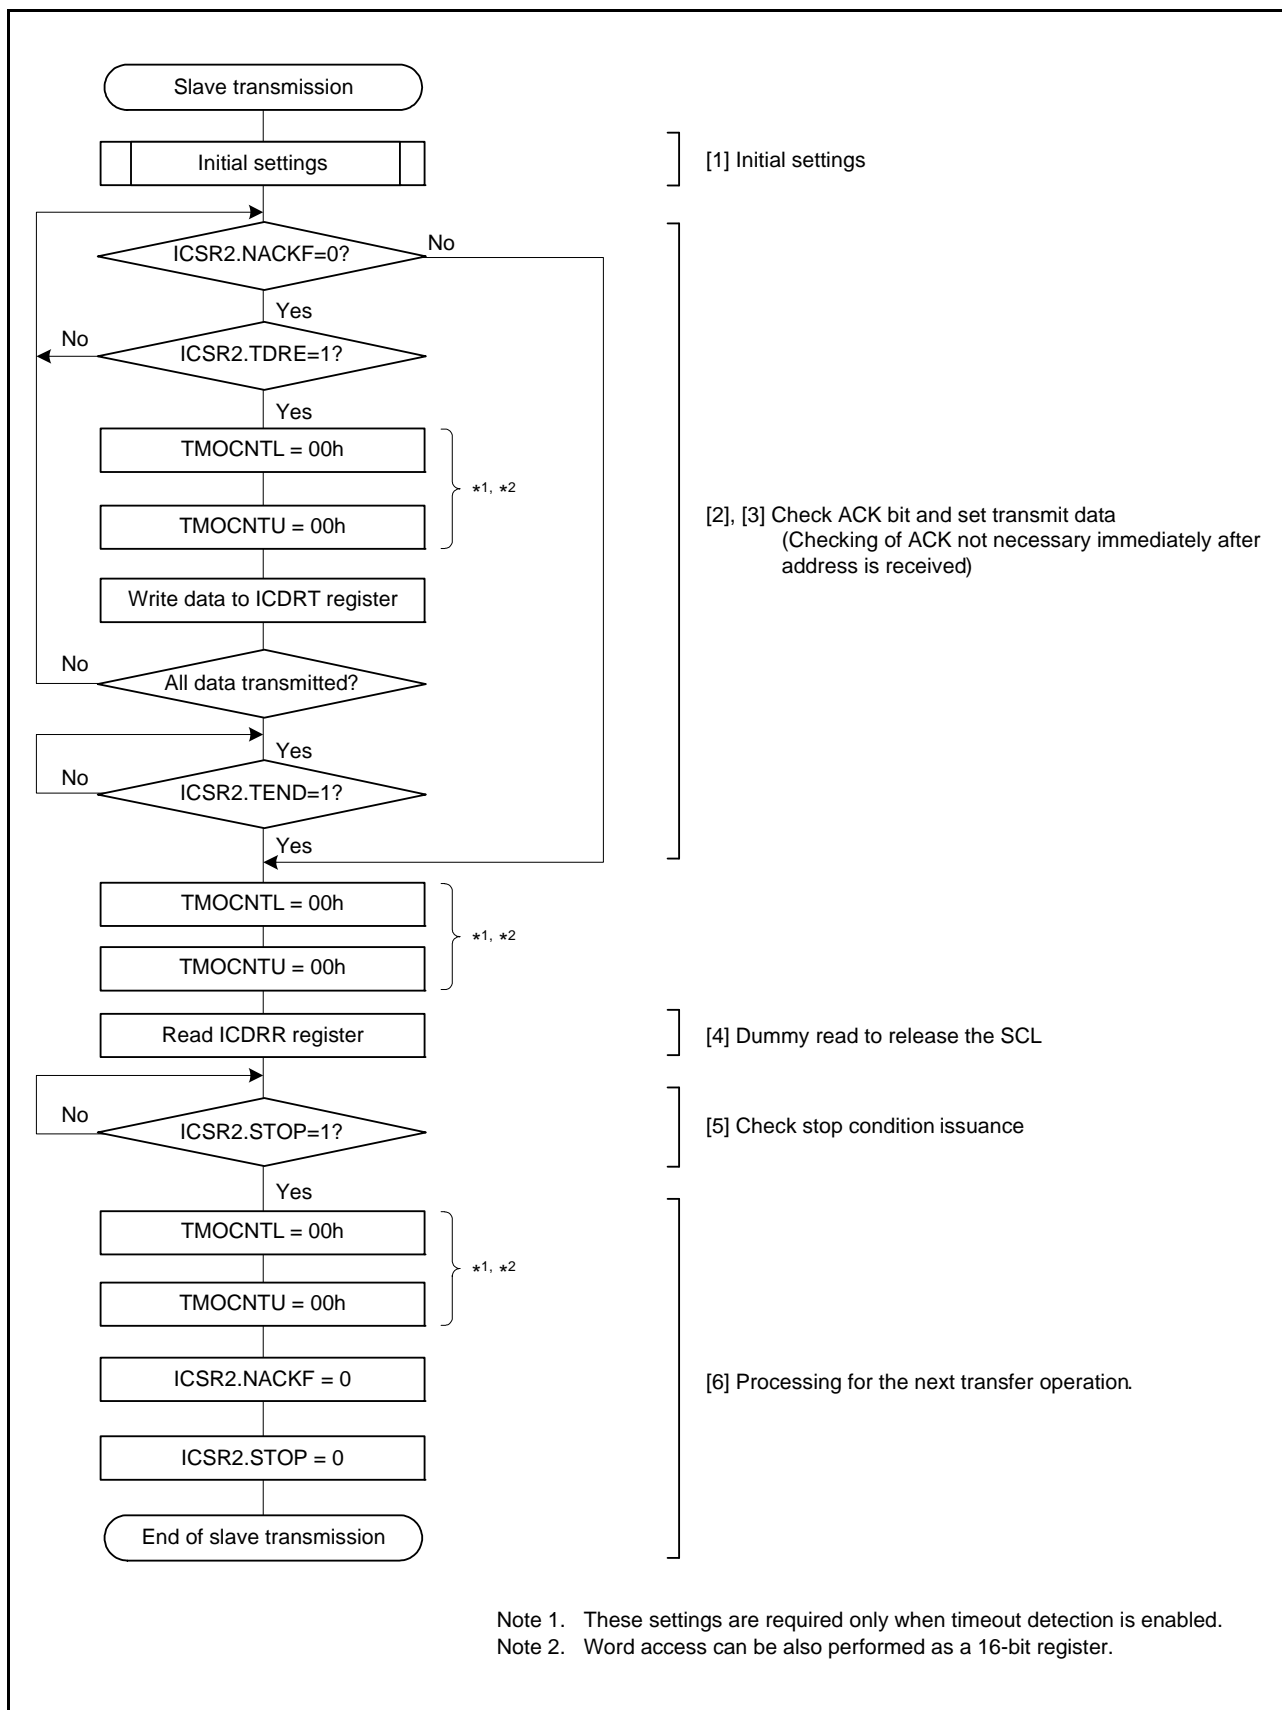 Slave transmission
Initial settings
[1] Initial settings
ICSR2.NACKF=0?
No
Yes
No
ICSR2.TDRE=1?
Yes
TMOCNTL = 00h
*1, *2
TMOCNTU = 00h
[2], [3] Check ACK bit and set transmit data
(Checking of ACK not necessary immediately after
address is received)
Write data to ICDRT register
No
All data transmitted?
Yes
No
ICSR2.TEND=1?
Yes
TMOCNTL = 00h
*1, *2
TMOCNTU = 00h
Read ICDRR register
[4] Dummy read to release the SCL
No
ICSR2.STOP=1?
[5] Check stop condition issuance
Yes
TMOCNTL = 00h
*1, *2
TMOCNTU = 00h
ICSR2.NACKF = 0
[6] Processing for the next transfer operation.
ICSR2.STOP = 0
End of slave transmission
Note 1. These settings are required only when timeout detection is enabled.
Note 2. Word access can be also performed as a 16-bit register.